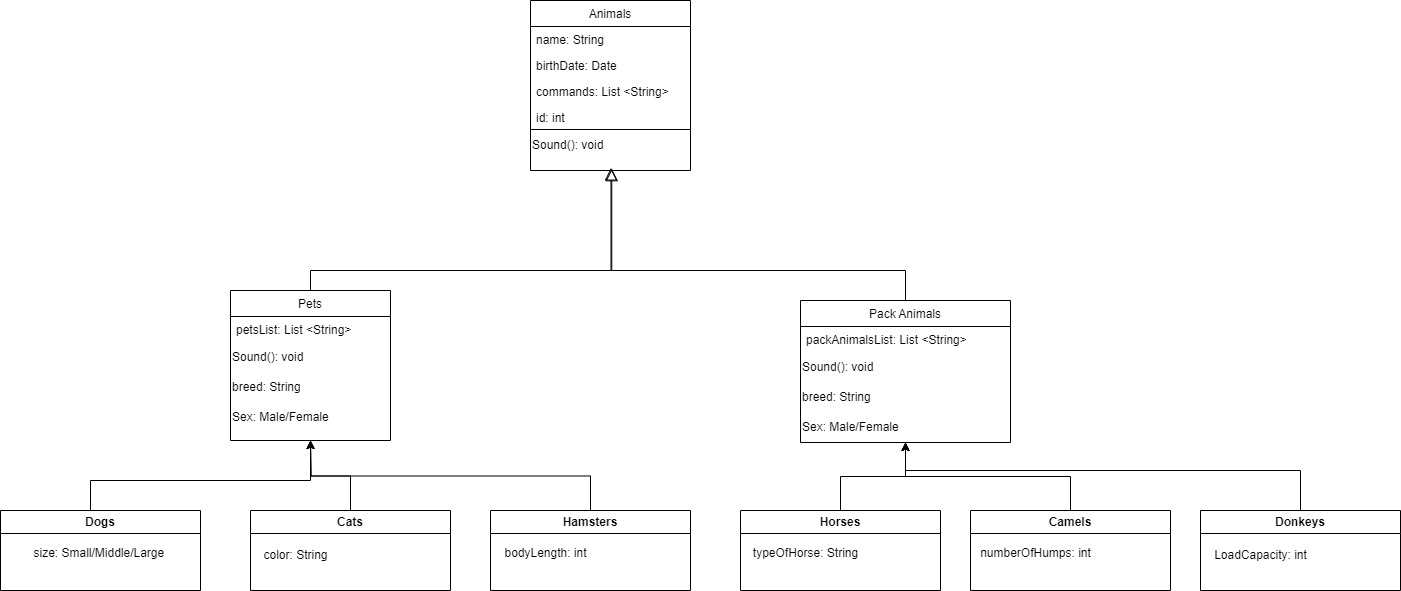 Animals
name: String
birthDate: Date
commands: List <String>
id: int
Sound(): void
Pets
petsList: List <String>
Sound(): void
breed: String
Sex: Male/Female
Pack Animals
packAnimalsList: List <String>
Sound(): void
breed: String
Sex: Male/Female
Dogs
size: Small/Middle/Large
Cats
color: String
Hamsters
bodyLength: int
Horses
typeOfHorse: String
Camels
numberOfHumps: int
Donkeys
LoadCapacity: int